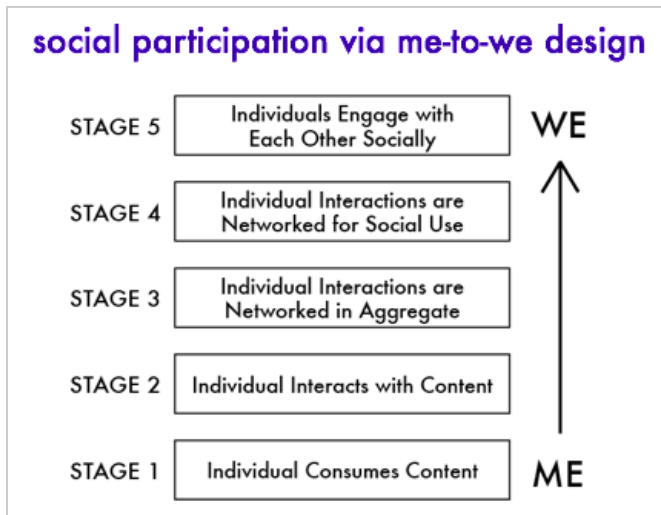 social participation via me-to-we design
STAGE 5
Individuals Engage with
Each Other Socially
WE
STAGE 4
Individual Interactions are
Networked for Social Use
STAGE 3
Individual Interactions are
Networked in Aggregate
STAGE 2
Individual Interacts with Content
STAGE 1
Individual Consumes Content
ME